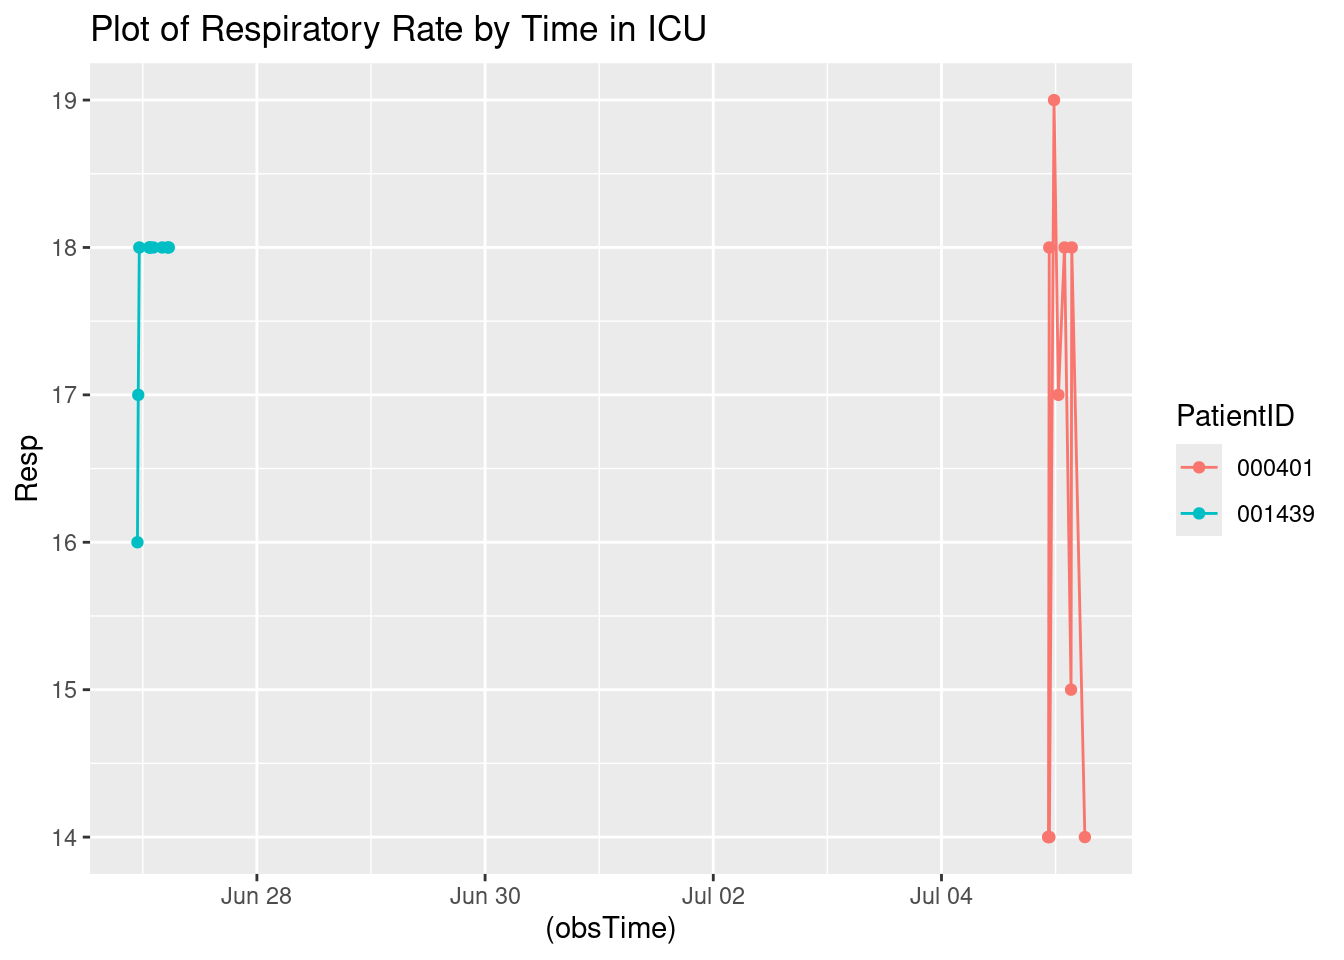 Plot of Respiratory Rate by Time in ICU
19
18
17
16
15
14
Resp
Jun 28
Jun 30
Jul 02
Jul 04
(obsTime)
PatientID
000401
001439